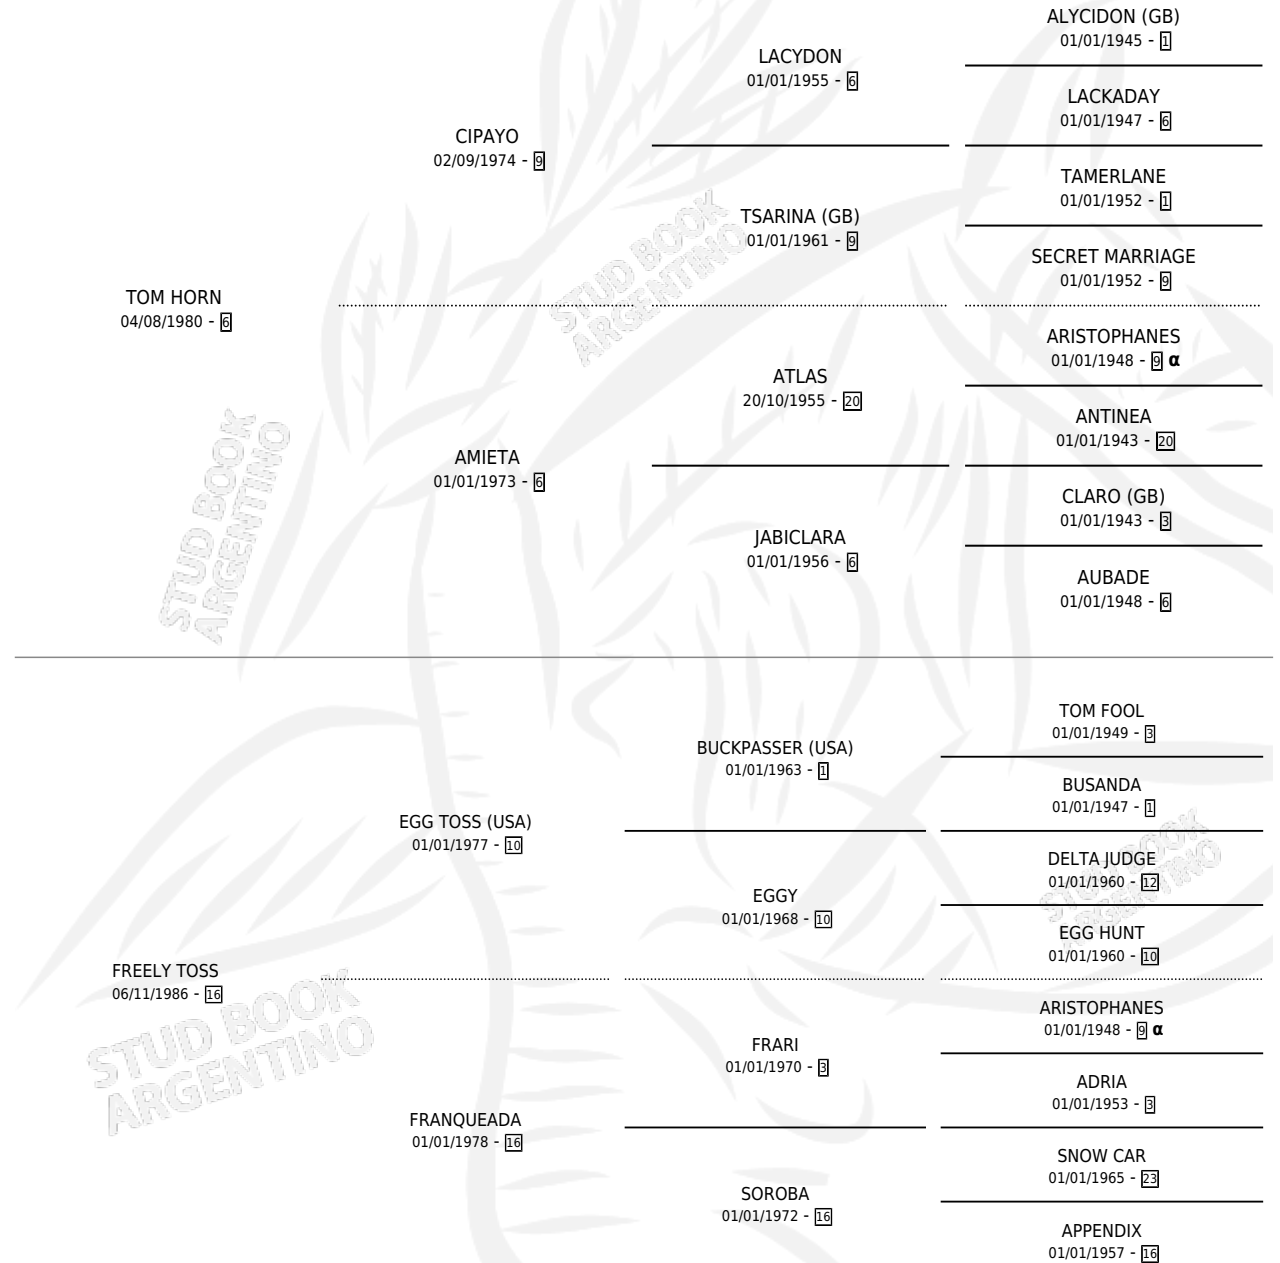 ALYCIDON (GB)
01/01/1945 - 1
LACYDON
01/01/1955 - 6
LACKADAY
01/01/1947 - 6
CIPAYO
02/09/1974 - 9
TAMERLANE
01/01/1952 - 1
TSARINA (GB)
01/01/1961 - 9
SECRET MARRIAGE
01/01/1952 - 9
TOM HORN
04/08/1980 - 6
ARISTOPHANES
01/01/1948 - 9 α
ATLAS
20/10/1955 - 20
ANTINEA
01/01/1943 - 20
AMIETA
01/01/1973 - 6
CLARO (GB)
01/01/1943 - 3
JABICLARA
01/01/1956 - 6
AUBADE
01/01/1948 - 6
TOM FOOL
01/01/1949 - 3
BUCKPASSER (USA)
01/01/1963 - 1
BUSANDA
01/01/1947 - 1
EGG TOSS (USA)
01/01/1977 - 10
DELTA JUDGE
01/01/1960 - 12
EGGY
01/01/1968 - 10
EGG HUNT
01/01/1960 - 10
FREELY TOSS
06/11/1986 - 16
ARISTOPHANES
01/01/1948 - 9 α
FRARI
01/01/1970 - 3
ADRIA
01/01/1953 - 3
FRANQUEADA
01/01/1978 - 16
SNOW CAR
01/01/1965 - 23
SOROBA
01/01/1972 - 16
APPENDIX
01/01/1957 - 16
STUD BOOK
ARGENTINO
STUD BOOK
ARGENTINO
STUD BOOK
ARGENTINO
STUD BOOK
ARGENTINO